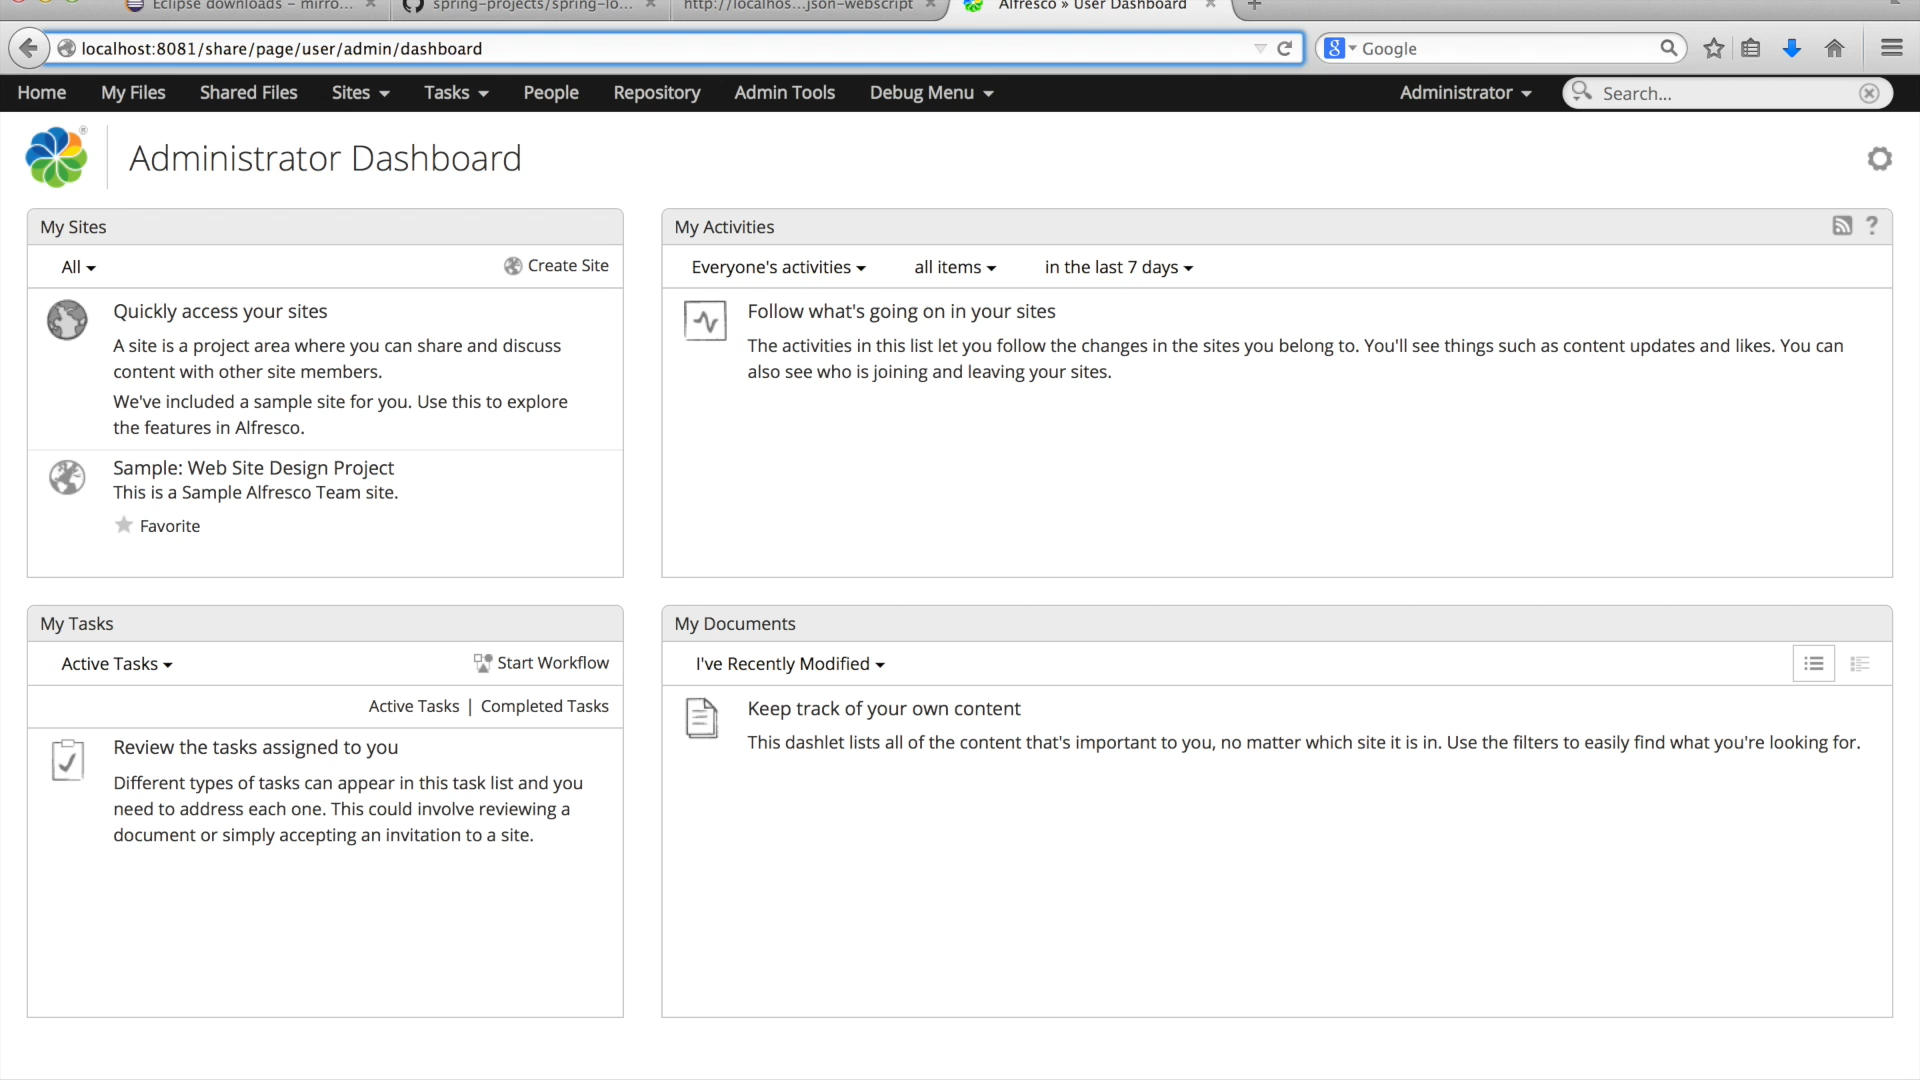 Eclipse downloads – mirro...
spring-projects/spring-lo...
http://localhos...json-webscript
Alfresco » User Dashboard
localhost:8081/share/page/user/admin/dashboard
Google
Home
My Files
Shared Files
Sites
Tasks
People
Repository
Admin Tools
Debug Menu
Administrator
Search...
Administrator Dashboard
My Sites
All
Create Site
Quickly access your sites
A site is a project area where you can share and discuss
content with other site members.
We've included a sample site for you. Use this to explore
the features in Alfresco.
Sample: Web Site Design Project
This is a Sample Alfresco Team site.
Favorite
My Activities
Everyone's activities
all items
in the last 7 days
Follow what's going on in your sites
The activities in this list let you follow the changes in the sites you belong to. You'll see things such as content updates and likes. You can
also see who is joining and leaving your sites.
My Tasks
Active Tasks
Start Workflow
Active Tasks | Completed Tasks
Review the tasks assigned to you
Different types of tasks can appear in this task list and you
need to address each one. This could involve reviewing a
document or simply accepting an invitation to a site.
My Documents
I've Recently Modified
Keep track of your own content
This dashlet lists all of the content that's important to you, no matter which site it is in. Use the filters to easily find what you're looking for.